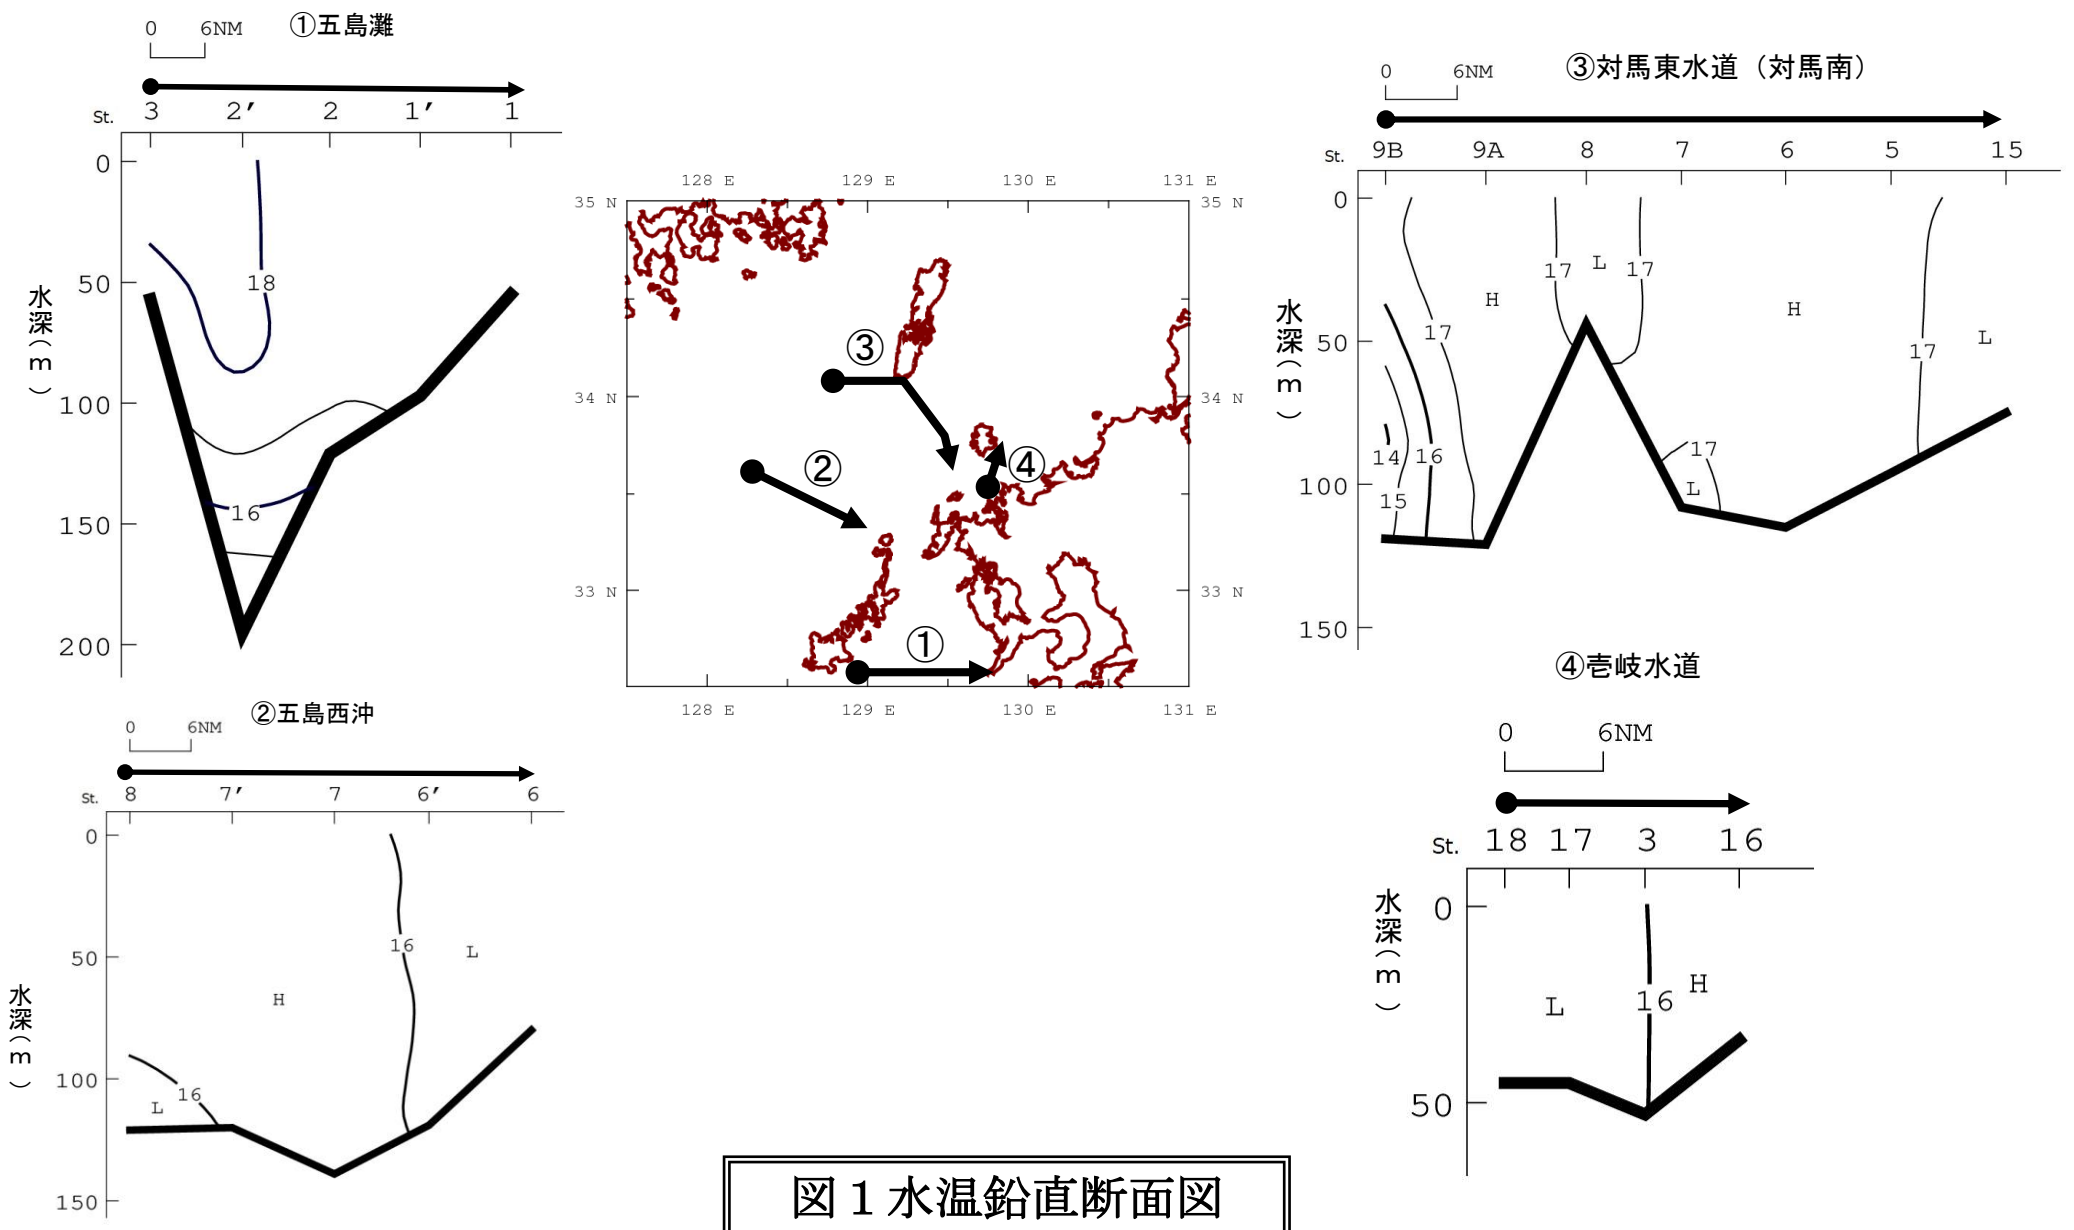 ①五島灘
0 6NM
St. 3 2′ 2 1′ 1
水深(m)
0
50
100
150
200
18
16
②五島西沖
0 6NM
St. 8 7′ 7 6′ 6
水深(m)
0
50
100
150
16
L
H
16
L
128 E 129 E 130 E 131 E
35 N 35 N
34 N 34 N
33 N 33 N
128 E 129 E 130 E 131 E
③
②
④
①
③対馬東水道（対馬南）
0 6NM
St. 9B 9A 8 7 6 5 15
水深(m)
0
50
100
150
17 L 17
H H
17 17 L
14 16 17
15 L
④壱岐水道
0 6NM
St. 18 17 3 16
水深(m)
0
50
L 16 H
図１水温鉛直断面図